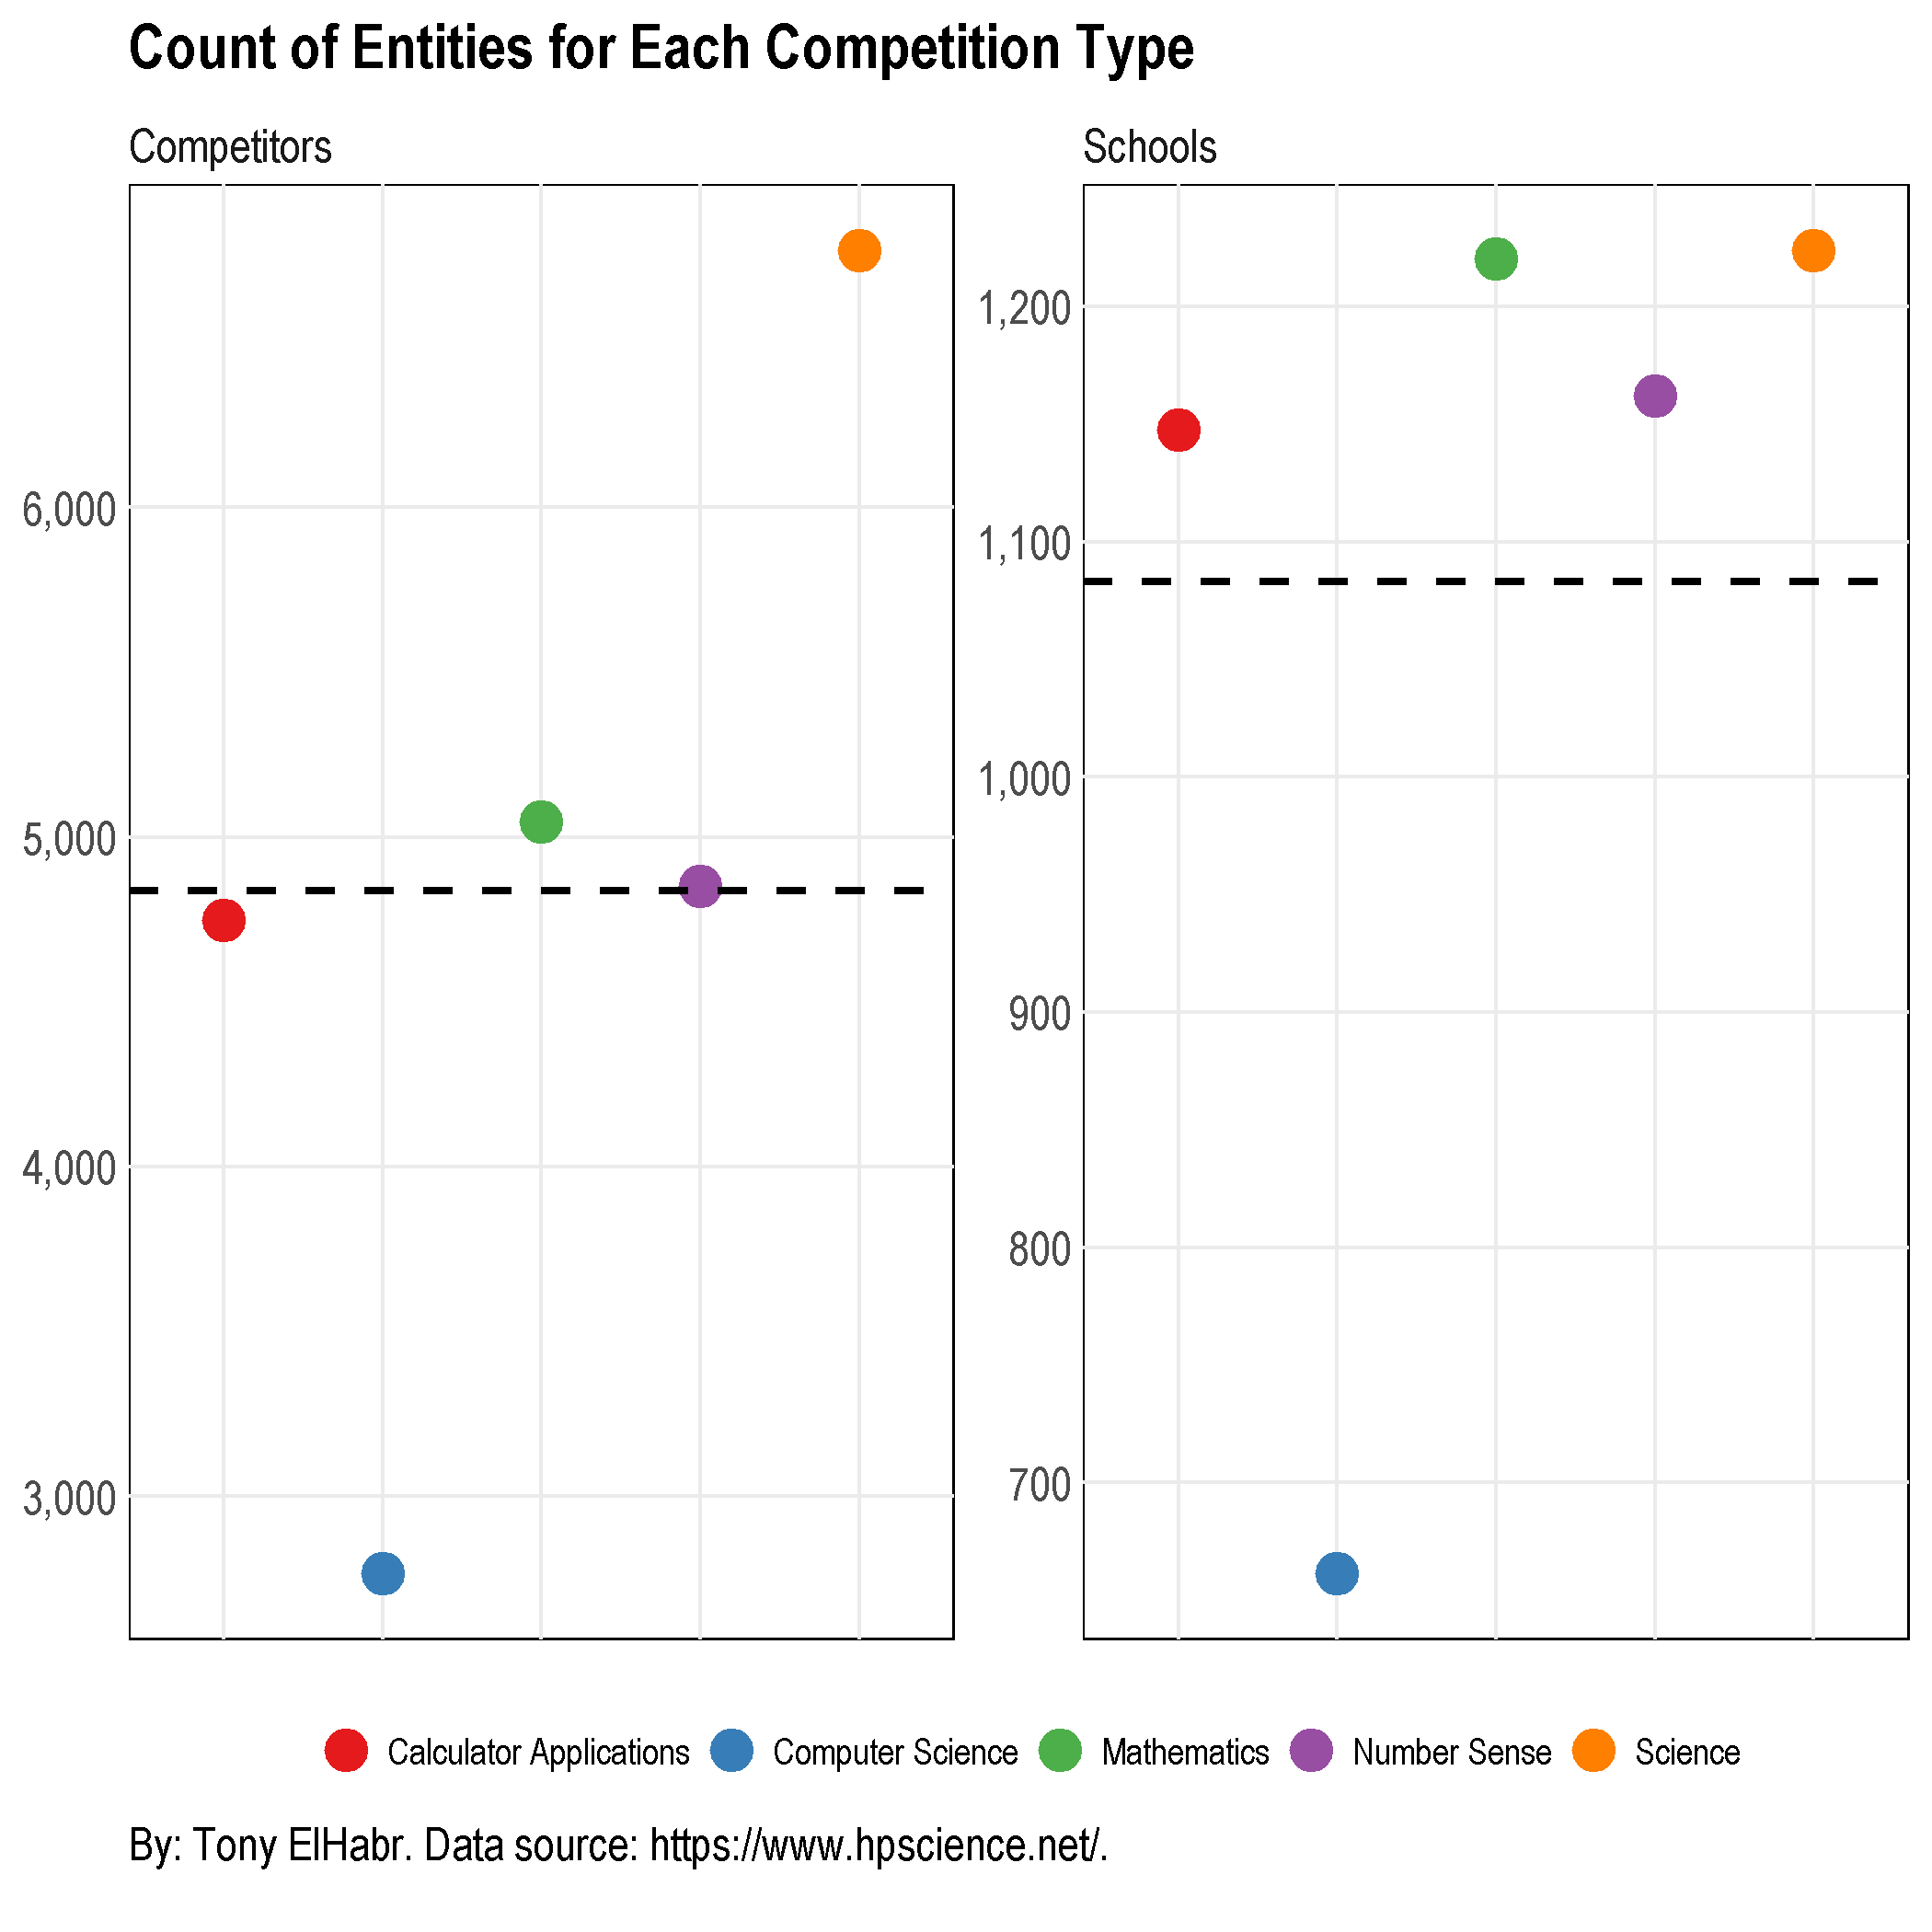 Count of Entities for Each Competition Type
Competitors
6,000
5,000
4,000
3,000
Schools
1,200
1,100
1,000
900
800
700
Calculator Applications Computer Science Mathematics Number Sense Science
By: Tony ElHabr. Data source: https://www.hpscience.net/.